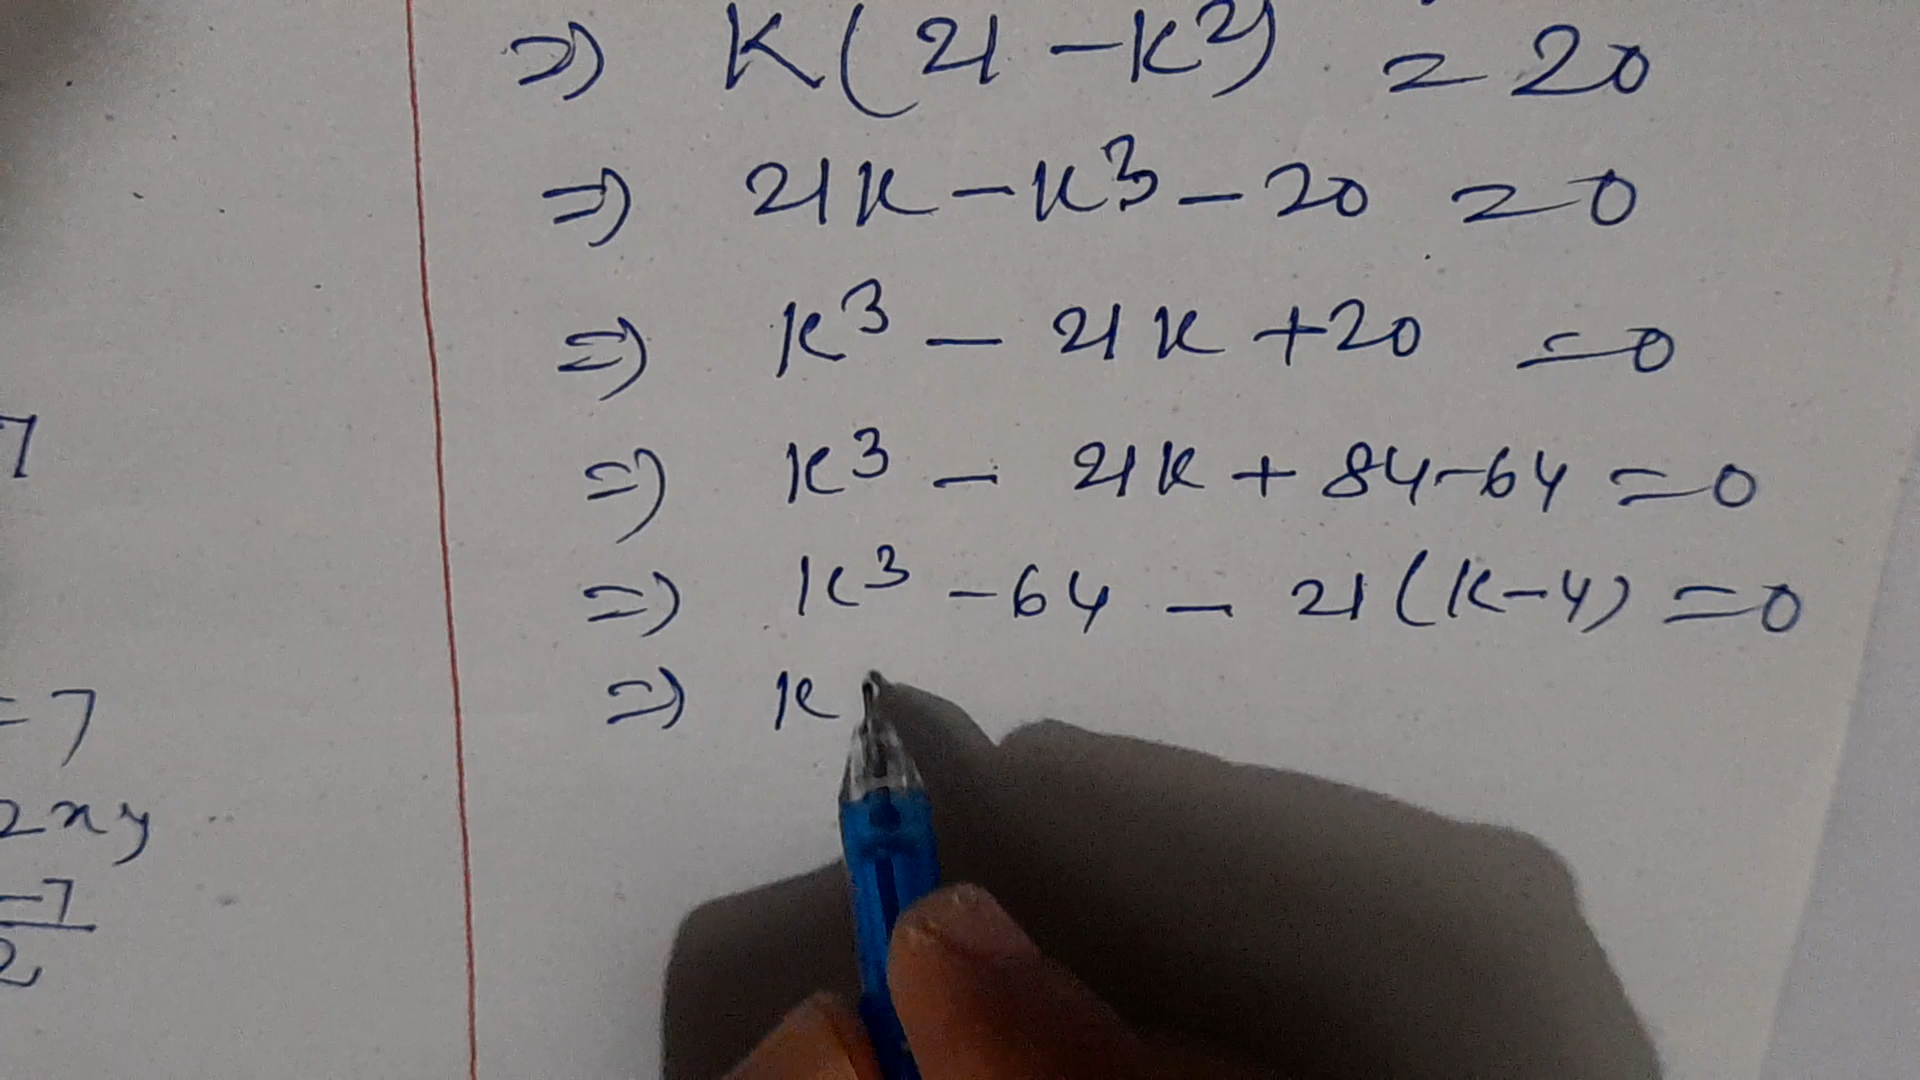 7
= 7
2xy
-7
2
=> K(21 - K²) = 20
=> 21K - K³ - 20 = 0
=> K³ - 21K + 20 = 0
=> K³ - 21K + 84 - 64 = 0
=> K³ - 64 - 21(K - 4) = 0
=> K